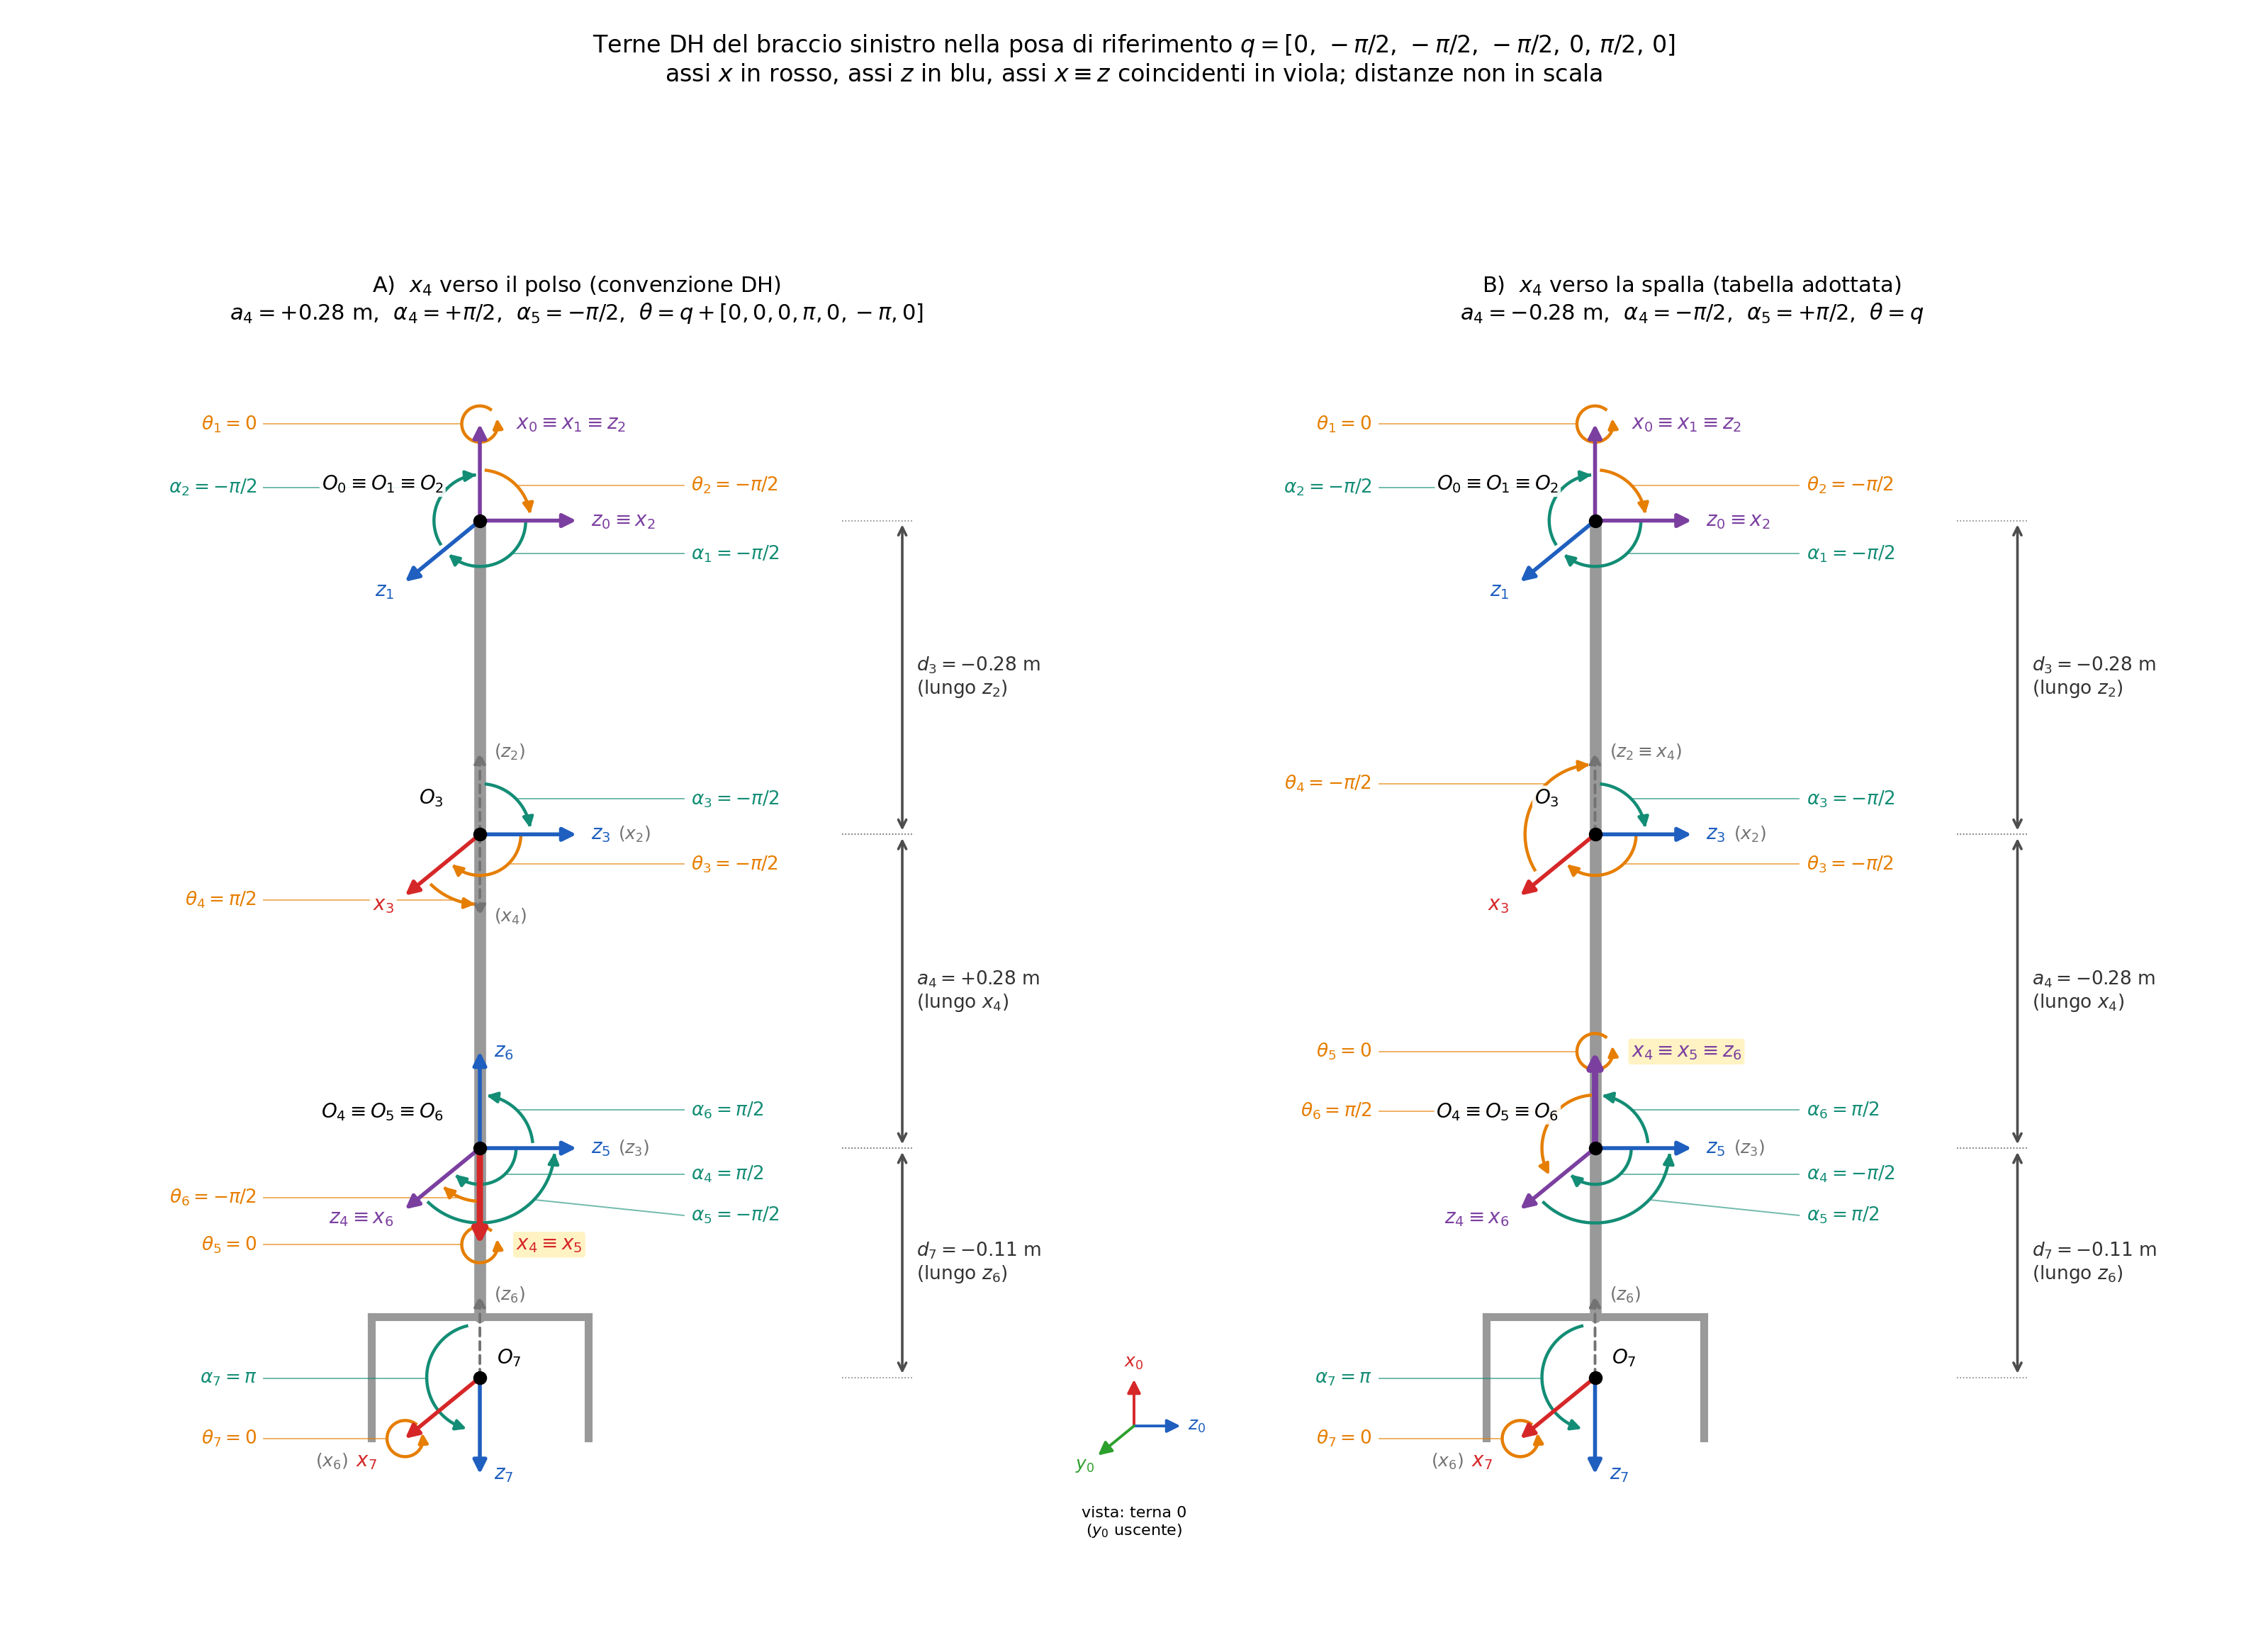 Terne DH del braccio sinistro nella posa di riferimento q = [0, −π/2, −π/2, −π/2, 0, π/2, 0]
assi x in rosso, assi z in blu, assi x ≡ z coincidenti in viola; distanze non in scala
A) x₄ verso il polso (convenzione DH)
a₄ = +0.28 m, α₄ = +π/2, α₅ = −π/2, θ = q + [0, 0, 0, π, 0, −π, 0]
θ₁ = 0
x₀ ≡ x₁ ≡ z₂
α₂ = −π/2
O₀ ≡ O₁ ≡ O₂
θ₂ = −π/2
z₀ ≡ x₂
α₁ = −π/2
z₁
d₃ = −0.28 m
(lungo z₂)
(z₂)
O₃
α₃ = −π/2
z₃ (x₂)
θ₃ = −π/2
θ₄ = π/2
x₃
(x₄)
a₄ = +0.28 m
(lungo x₄)
z₆
O₄ ≡ O₅ ≡ O₆
α₆ = π/2
z₅ (z₃)
α₄ = π/2
θ₆ = −π/2
z₄ ≡ x₆
α₅ = −π/2
θ₅ = 0
x₄ ≡ x₅
d₇ = −0.11 m
(lungo z₆)
(z₆)
O₇
α₇ = π
θ₇ = 0
(x₆) x₇
z₇
x₀
z₀
y₀
vista: terna 0
(y₀ uscente)
B) x₄ verso la spalla (tabella adottata)
a₄ = −0.28 m, α₄ = −π/2, α₅ = +π/2, θ = q
θ₁ = 0
x₀ ≡ x₁ ≡ z₂
α₂ = −π/2
O₀ ≡ O₁ ≡ O₂
θ₂ = −π/2
z₀ ≡ x₂
α₁ = −π/2
z₁
d₃ = −0.28 m
(lungo z₂)
(z₂ ≡ x₄)
θ₄ = −π/2
O₃
α₃ = −π/2
z₃ (x₂)
θ₃ = −π/2
x₃
a₄ = −0.28 m
(lungo x₄)
θ₅ = 0
x₄ ≡ x₅ ≡ z₆
θ₆ = π/2
O₄ ≡ O₅ ≡ O₆
α₆ = π/2
z₅ (z₃)
α₄ = −π/2
z₄ ≡ x₆
α₅ = π/2
d₇ = −0.11 m
(lungo z₆)
(z₆)
O₇
α₇ = π
θ₇ = 0
(x₆) x₇
z₇